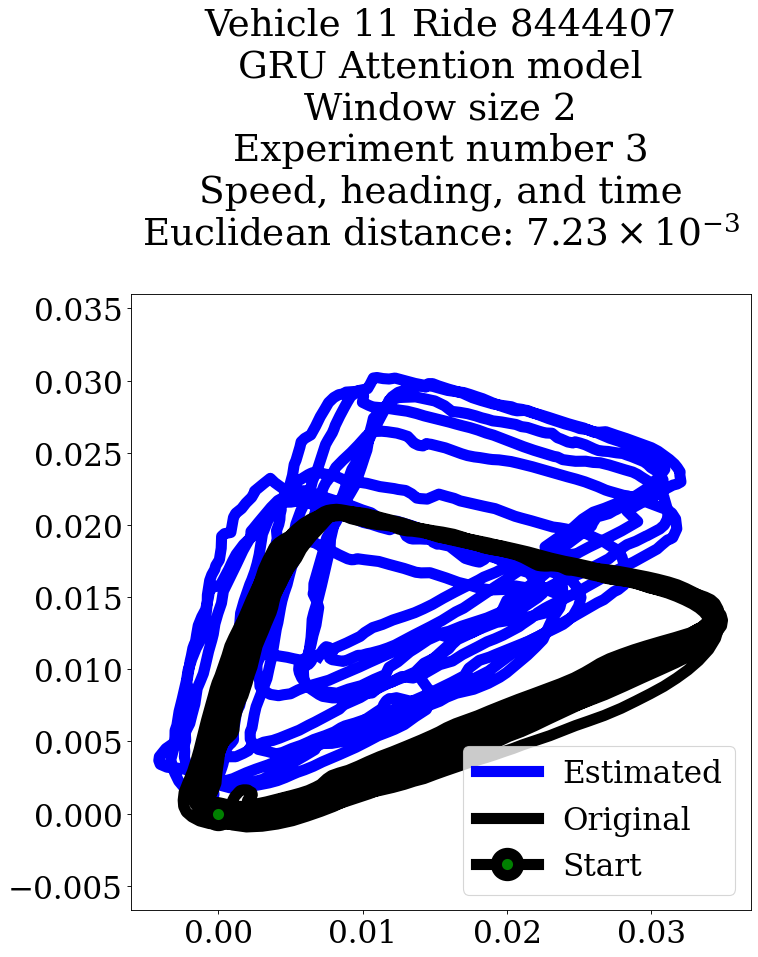 Vehicle 11 Ride 8444407
GRU Attention model
Window size 2
Experiment number 3
Speed, heading, and time
Euclidean distance: 7.23 × 10⁻³
0.035
0.030
0.025
0.020
0.015
0.010
0.005
0.000
−0.005
Estimated
Original
Start
0.00 0.01 0.02 0.03